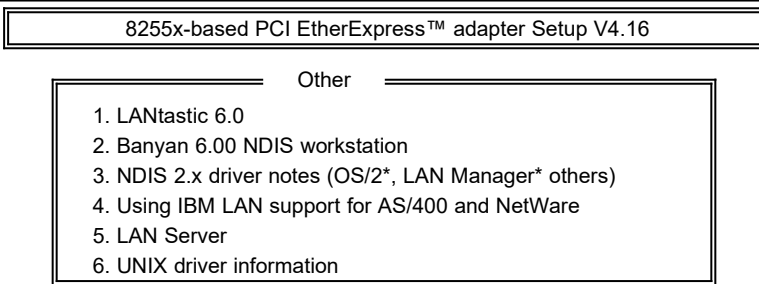 8255x-based PCI EtherExpress™ adapter Setup V4.16
Other
1. LANtastic 6.0
2. Banyan 6.00 NDIS workstation
3. NDIS 2.x driver notes (OS/2*, LAN Manager* others)
4. Using IBM LAN support for AS/400 and NetWare
5. LAN Server
6. UNIX driver information